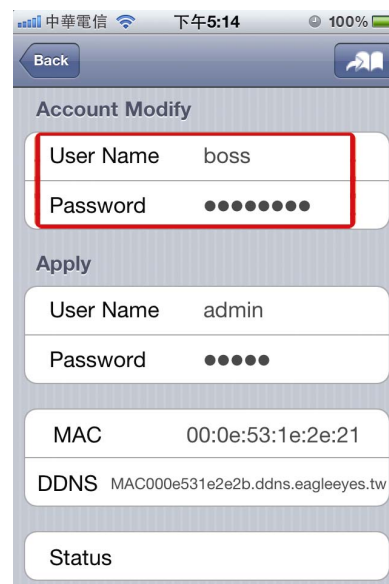 中華電信 下午5:14 100%
Back
Account Modify
User Name boss
Password ●●●●●●●●
Apply
User Name admin
Password ●●●●●
MAC 00:0e:53:1e:2e:21
DDNS MAC000e531e2e2b.ddns.eagleeyes.tw
Status